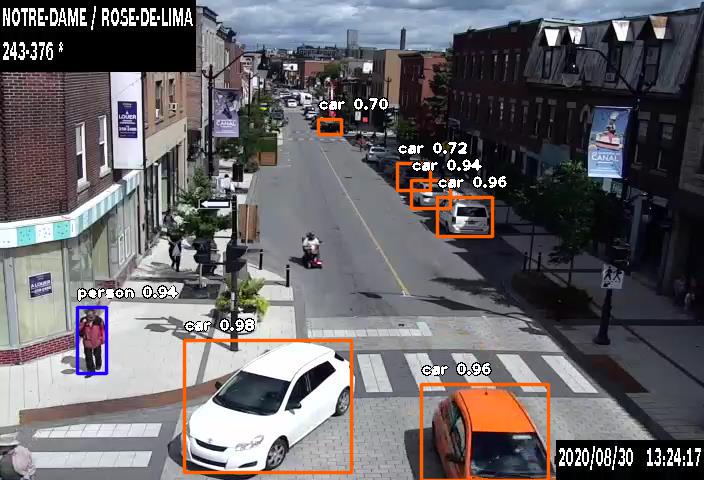 NOTRE-DAME / ROSE-DE-LIMA
243-376 *
car 0.70
car 0.72
car 0.94
car 0.96
person 0.94
car 0.98
car 0.96
À LOUER
CANAL
À LOUER
2020/08/30 13:24:17